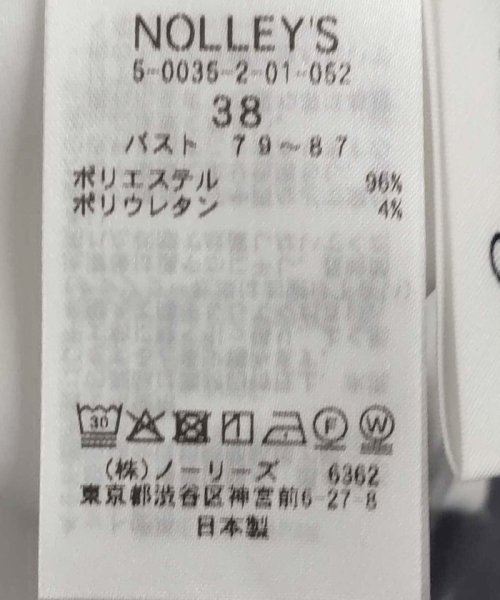 NOLLEY'S
5-0035-2-01-052
38
バスト 79～87
ポリエステル 96%
ポリウレタン 4%
30 F W
(株)ノーリーズ 6362
東京都渋谷区神宮前6-27-8
日本製